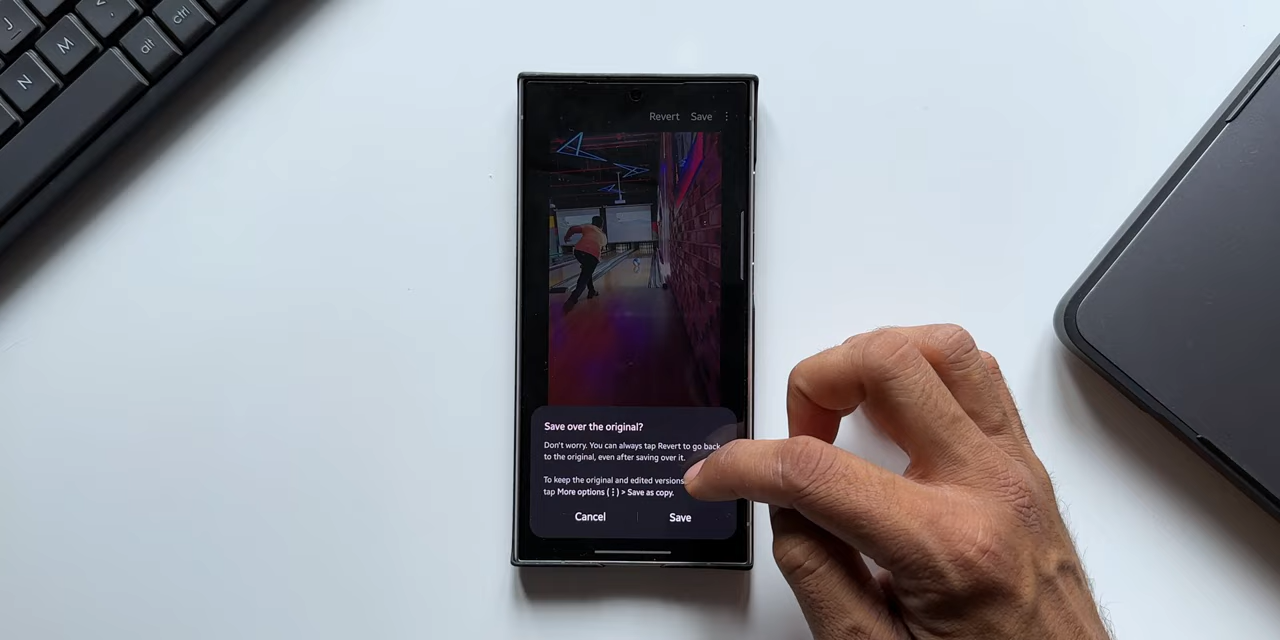 J
M
N
alt
ctrl
Revert Save
Save over the original?
Don't worry. You can always tap Revert to go back
to the original, even after saving over it.
To keep the original and edited versions
tap More options (⋮) > Save as copy.
Cancel Save